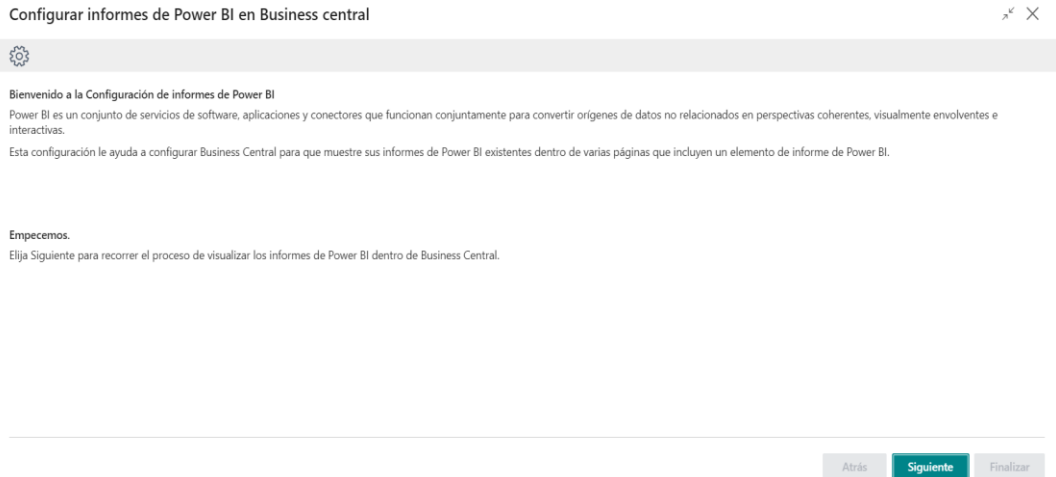 Configurar informes de Power BI en Business central
Bienvenido a la Configuración de informes de Power BI
Power BI es un conjunto de servicios de software, aplicaciones y conectores que funcionan conjuntamente para convertir orígenes de datos no relacionados en perspectivas coherentes, visualmente envolventes e
interactivas.
Esta configuración le ayuda a configurar Business Central para que muestre sus informes de Power BI existentes dentro de varias páginas que incluyen un elemento de informe de Power BI.
Empecemos.
Elija Siguiente para recorrer el proceso de visualizar los informes de Power BI dentro de Business Central.
Atrás Siguiente Finalizar